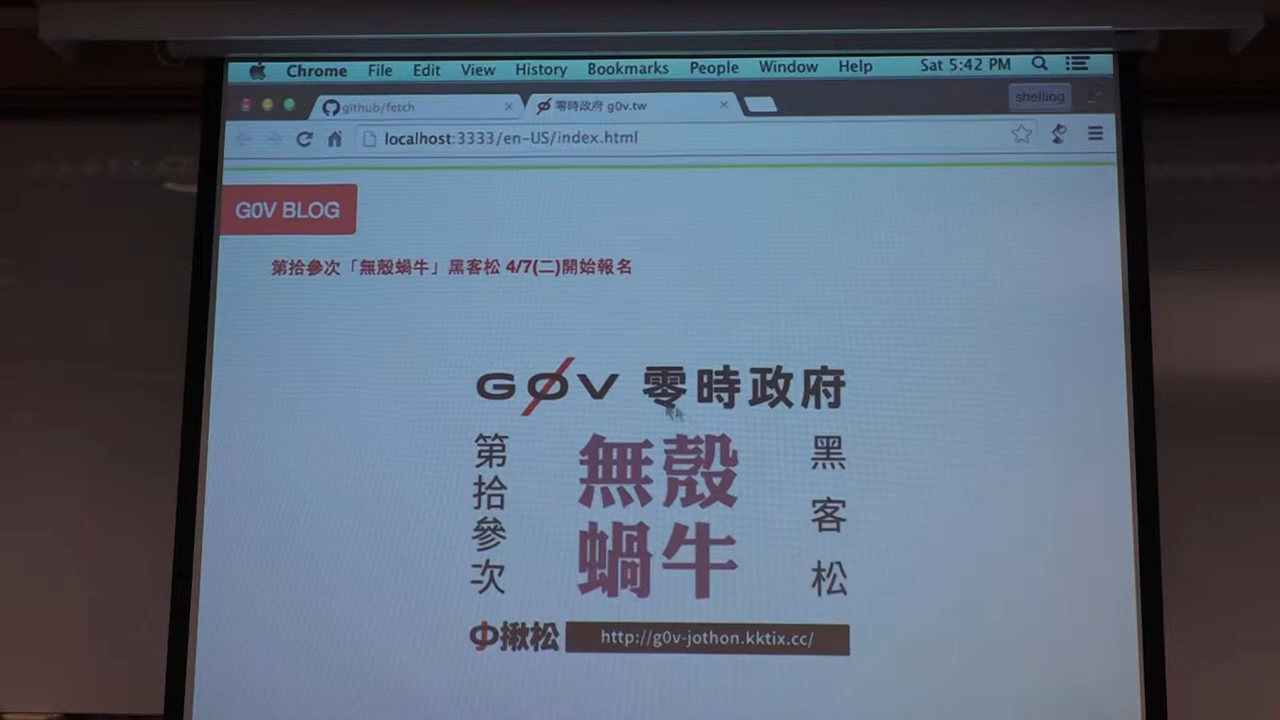 Chrome File Edit View History Bookmarks People Window Help Sat 5:42 PM
github/fetch 零時政府 g0v.tw shelling
localhost:3333/en-US/index.html
G0V BLOG
第拾參次「無殼蝸牛」黑客松 4/7(二)開始報名
G0V 零時政府
第拾參次
無殼
蝸牛
黑客松
揪松 http://g0v-jothon.kktix.cc/